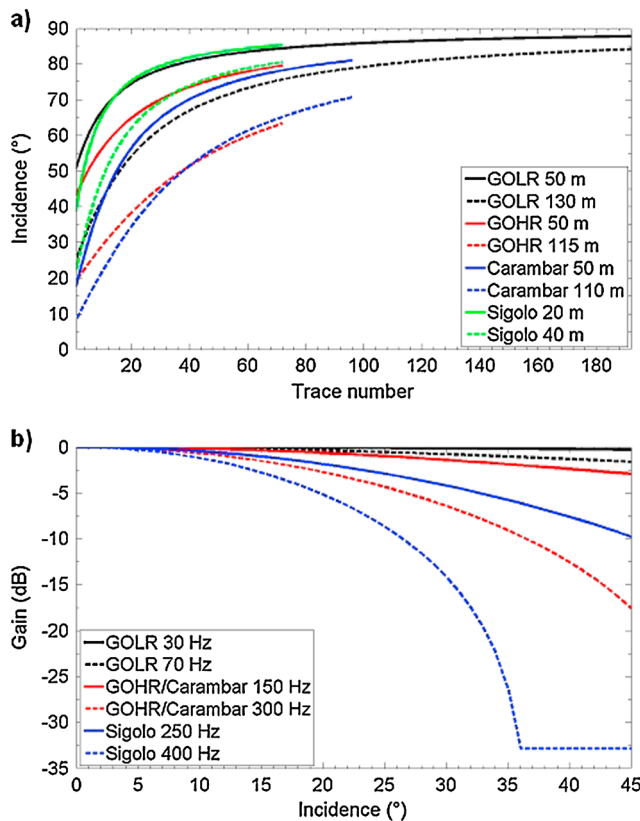 a)
90
80
70
60
50
40
30
20
10
0
Incidence (°)
20 40 60 80 100 120 140 160 180
Trace number
GOLR 50 m
GOLR 130 m
GOHR 50 m
GOHR 115 m
Carambar 50 m
Carambar 110 m
Sigolo 20 m
Sigolo 40 m
b)
0
-5
-10
-15
-20
-25
-30
-35
Gain (dB)
0 5 10 15 20 25 30 35 40 45
Incidence (°)
GOLR 30 Hz
GOLR 70 Hz
GOHR/Carambar 150 Hz
GOHR/Carambar 300 Hz
Sigolo 250 Hz
Sigolo 400 Hz